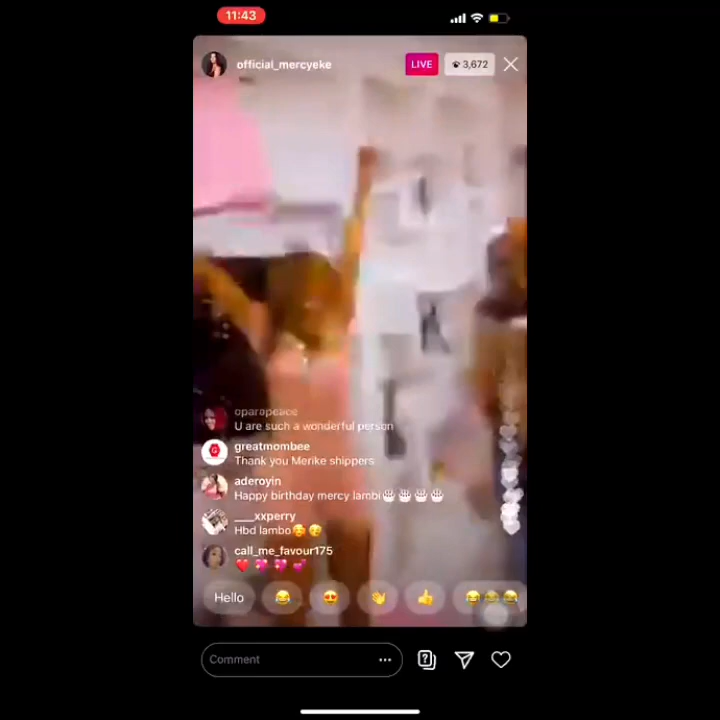 11:43
official_mercyeke
LIVE
3,672
oparapeace
U are such a wonderful person
greatmombee
Thank you Merike shippers
aderoyin
Happy birthday mercy lambi🎂🎂🎂🎂
____xxperry
Hbd lambo🥰😘
call_me_favour175
❤️💖💖💕
Hello
Comment